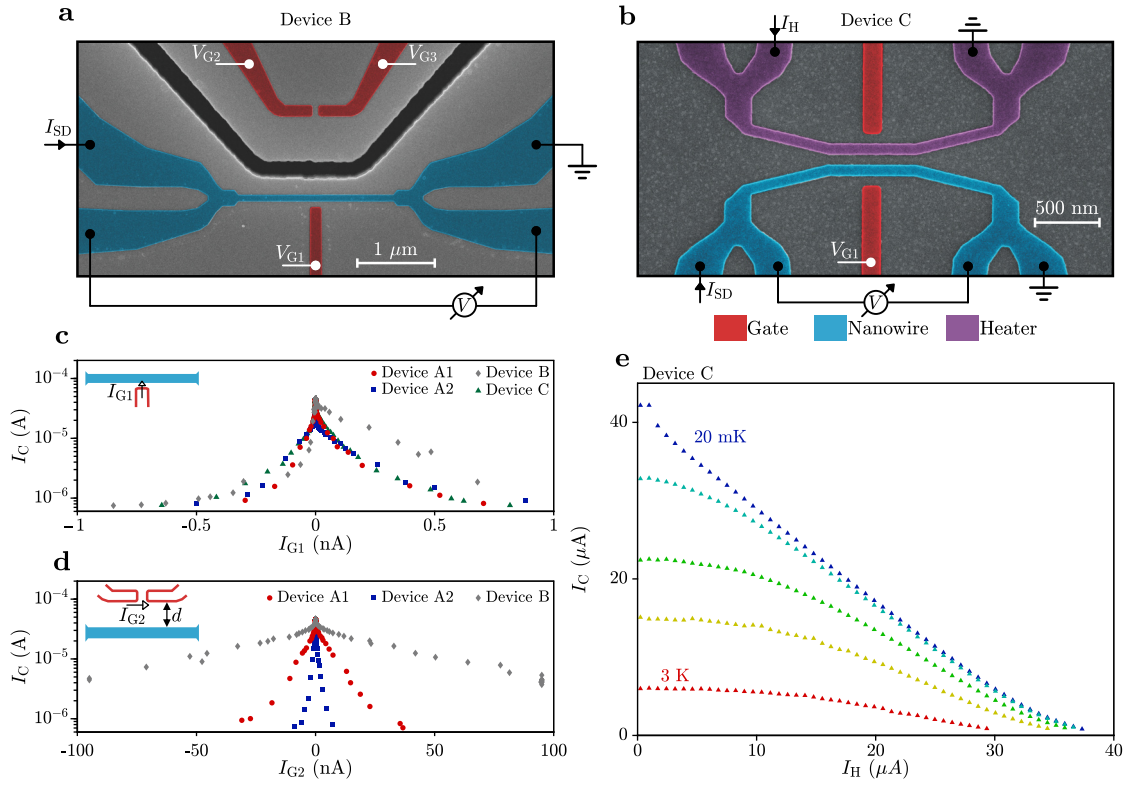 a
Device B
V_G2
V_G3
I_SD
V_G1
1 μm
V
b
Device C
I_H
500 nm
V_G1
I_SD
V
Gate
Nanowire
Heater
c
I_C (A)
10⁻⁴
10⁻⁵
10⁻⁶
I_G1
Device A1
Device B
Device A2
Device C
−1
−0.5
0
0.5
1
I_G1 (nA)
d
I_C (A)
10⁻⁴
10⁻⁵
10⁻⁶
I_G2
d
Device A1
Device A2
Device B
−100
−50
0
50
100
I_G2 (nA)
e
Device C
I_C (μA)
40
20
0
20 mK
3 K
0
10
20
30
40
I_H (μA)